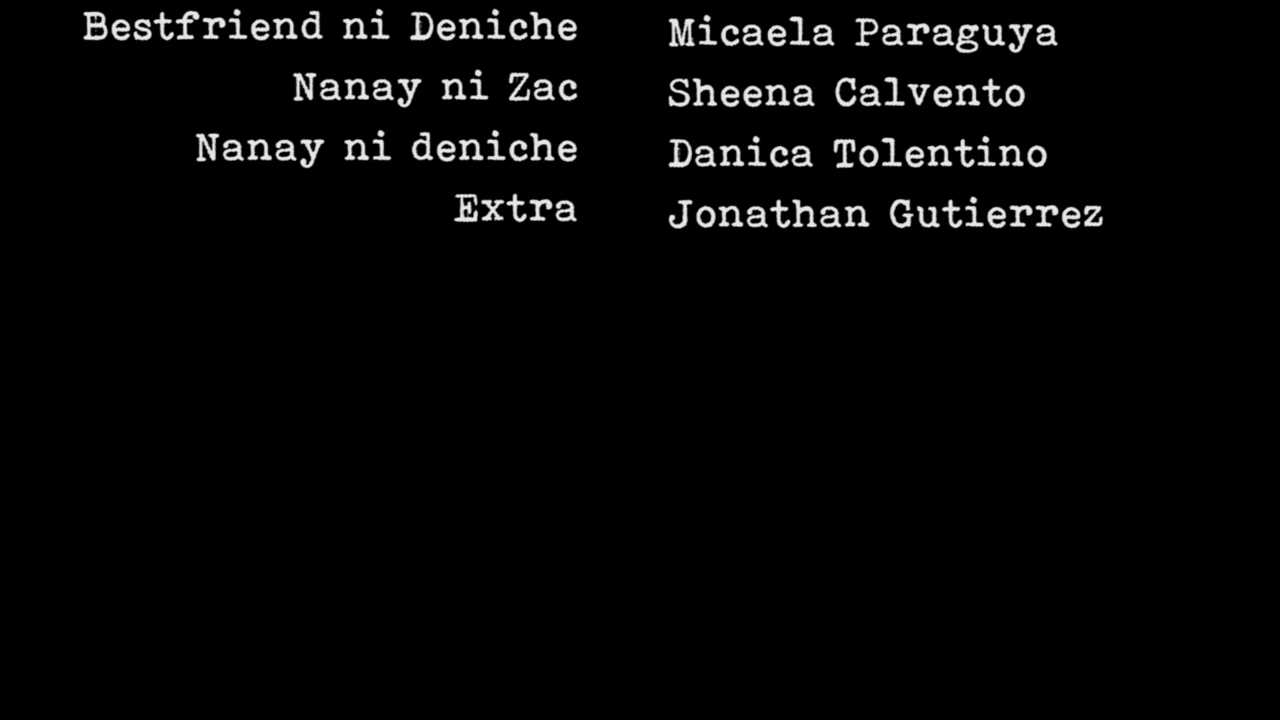 Bestfriend ni Deniche Micaela Paraguya
Nanay ni Zac Sheena Calvento
Nanay ni deniche Danica Tolentino
Extra Jonathan Gutierrez